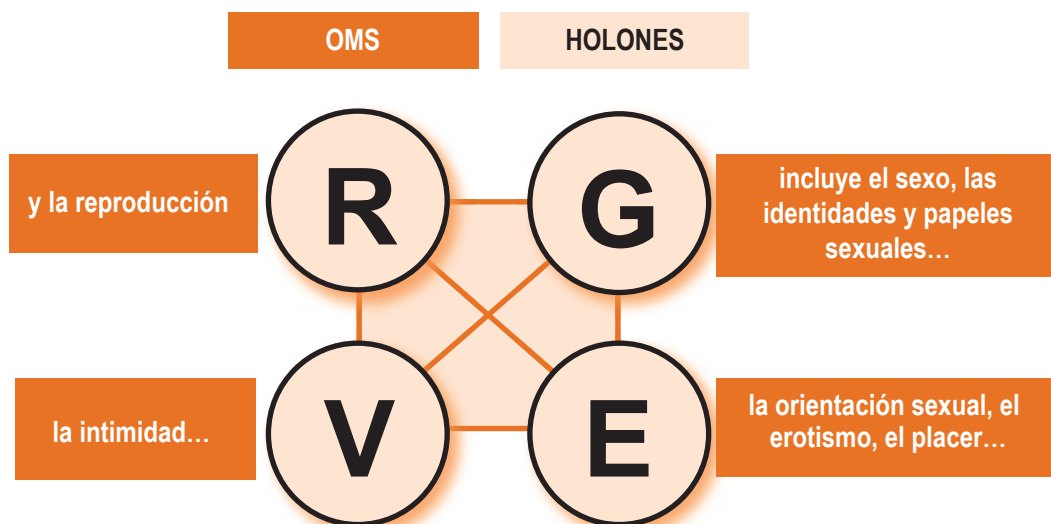 OMS
HOLONES
y la reproducción
R
G
incluye el sexo, las
identidades y papeles
sexuales…
la intimidad…
V
E
la orientación sexual, el
erotismo, el placer…